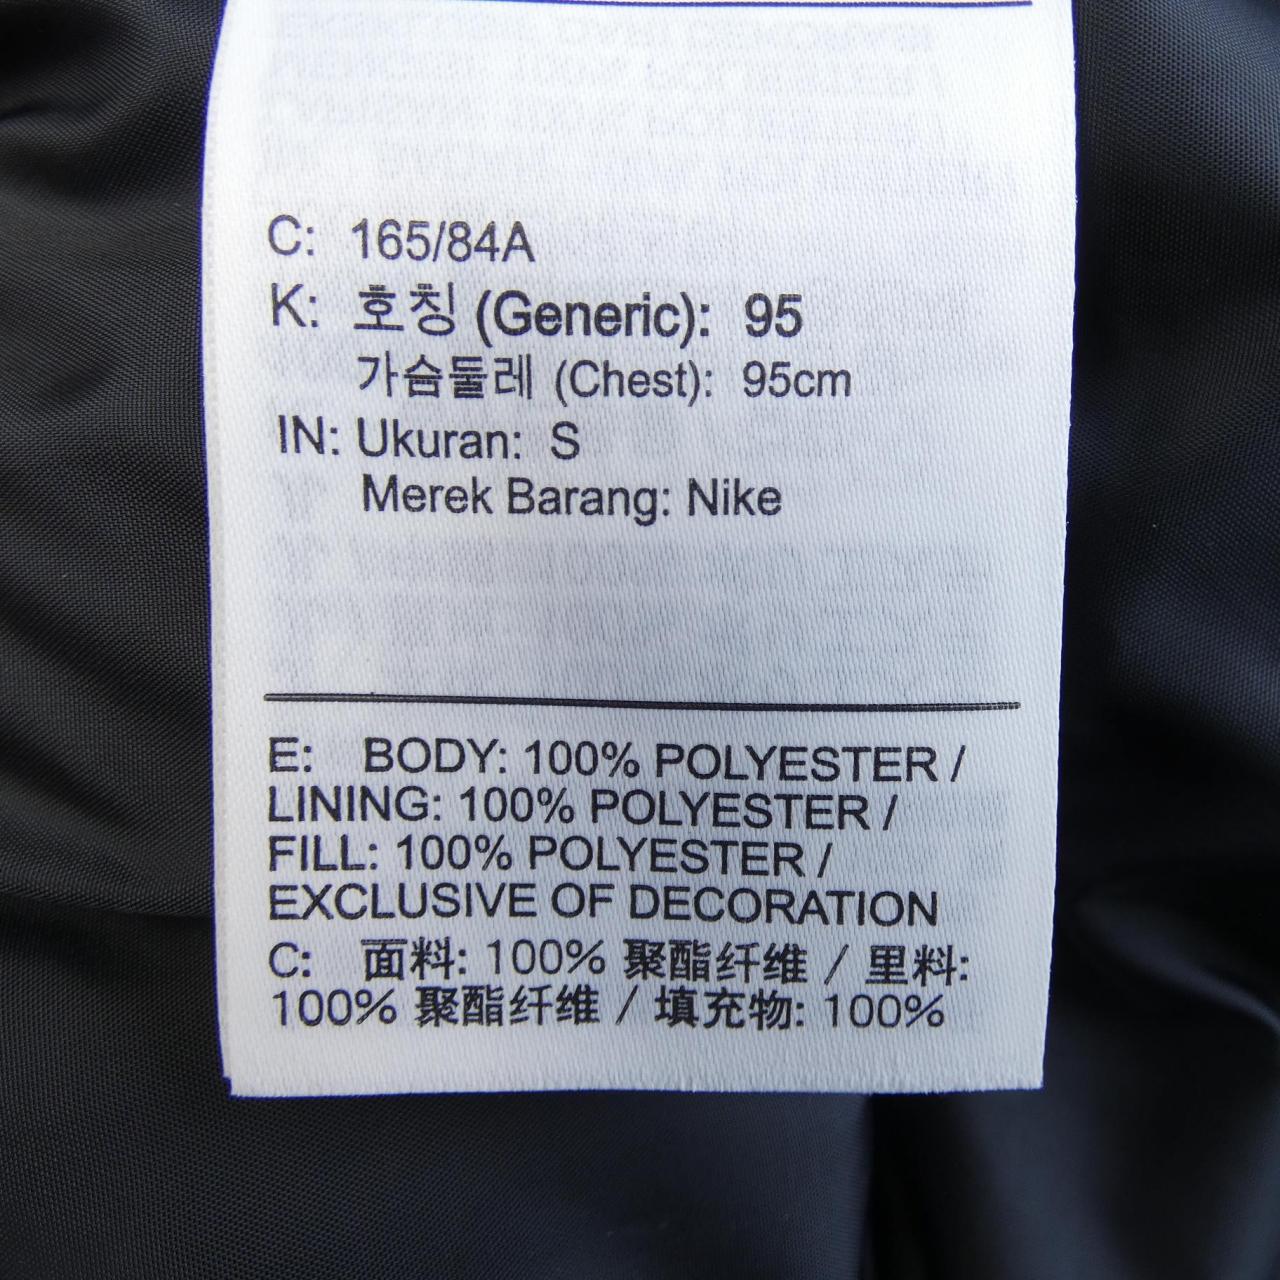 C: 165/84A
K: 호칭 (Generic): 95
가슴둘레 (Chest): 95cm
IN: Ukuran: S
Merek Barang: Nike
E: BODY: 100% POLYESTER /
LINING: 100% POLYESTER /
FILL: 100% POLYESTER /
EXCLUSIVE OF DECORATION
C: 面料: 100% 聚酯纤维 / 里料:
100% 聚酯纤维 / 填充物: 100%